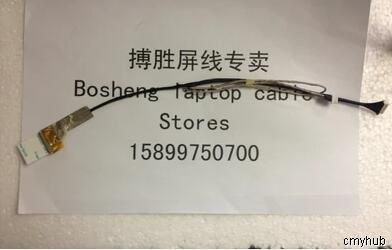 搏胜屏线专卖
Bosheng laptop cable
Stores
15899750700
cmyhub